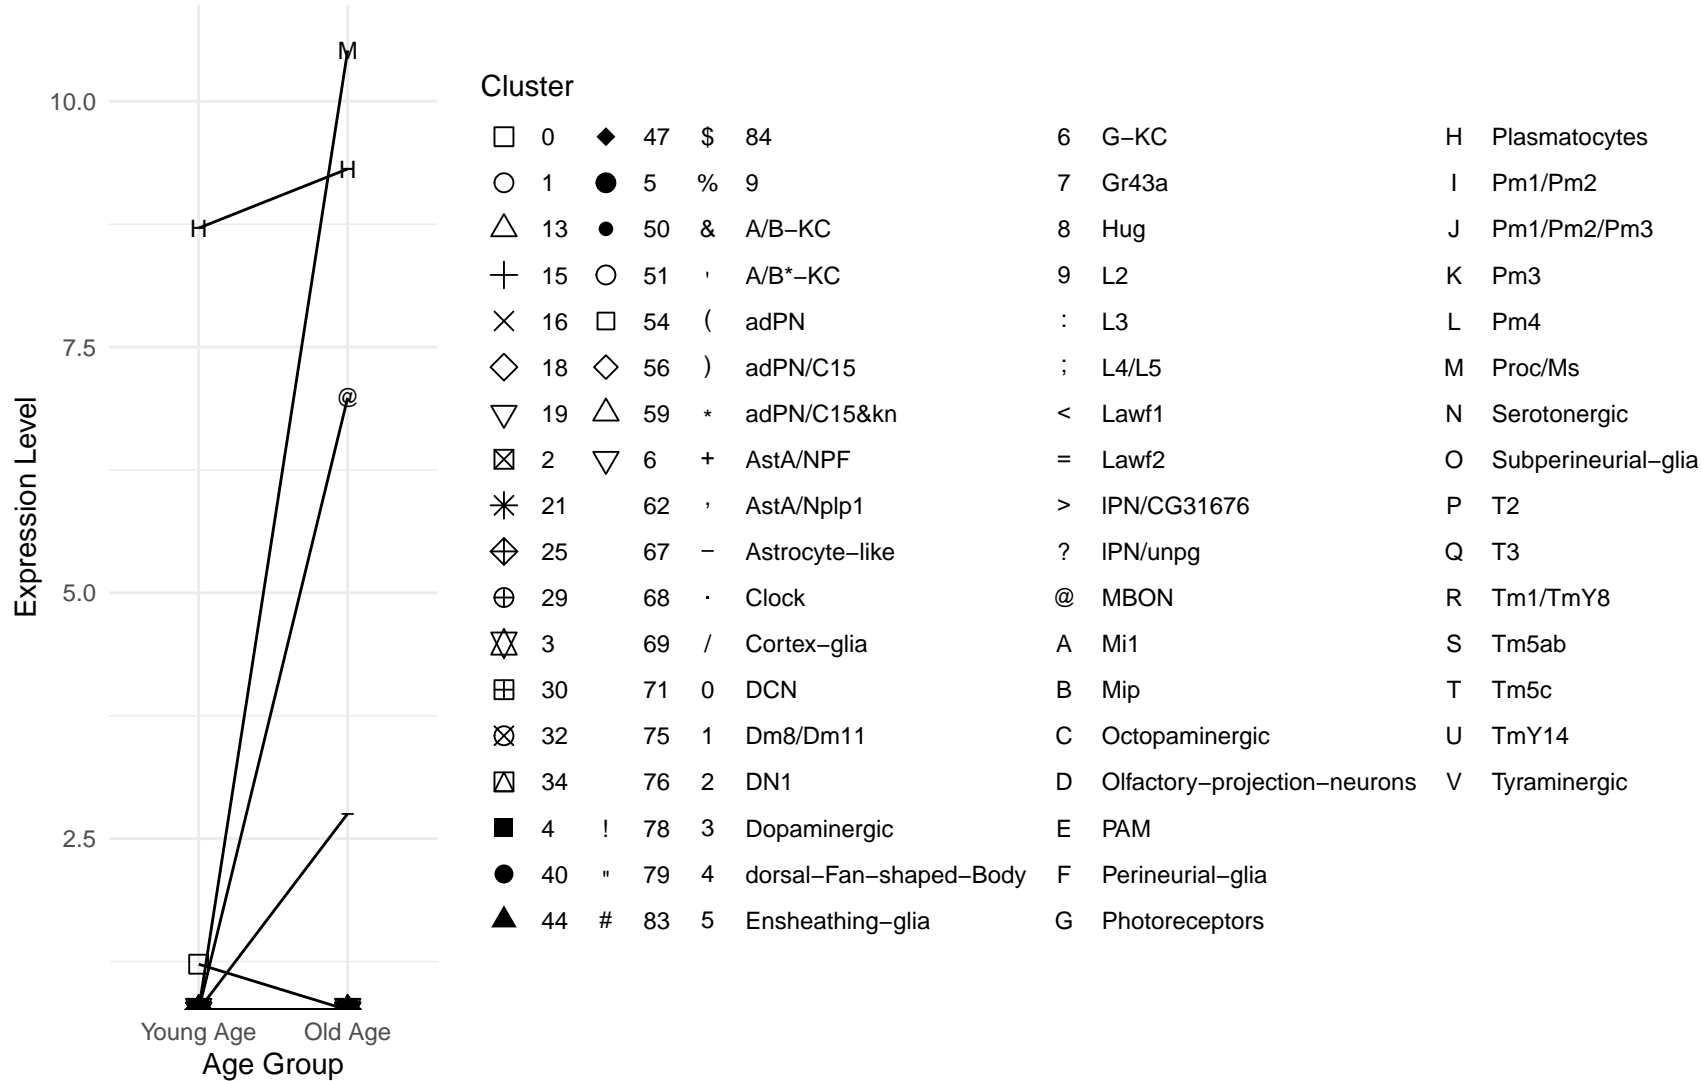 Cluster
10.0
7.5
5.0
2.5
Expression Level
M
H
H
@
−
Young Age Old Age
Age Group
0 47 $ 84 6 G−KC H Plasmatocytes
1 5 % 9 7 Gr43a I Pm1/Pm2
13 50 & A/B−KC 8 Hug J Pm1/Pm2/Pm3
15 51 ' A/B*−KC 9 L2 K Pm3
16 54 ( adPN : L3 L Pm4
18 56 ) adPN/C15 ; L4/L5 M Proc/Ms
19 59 * adPN/C15&kn < Lawf1 N Serotonergic
2 6 + AstA/NPF = Lawf2 O Subperineurial−glia
21 62 , AstA/Nplp1 > lPN/CG31676 P T2
25 67 − Astrocyte−like ? lPN/unpg Q T3
29 68 . Clock @ MBON R Tm1/TmY8
3 69 / Cortex−glia A Mi1 S Tm5ab
30 71 0 DCN B Mip T Tm5c
32 75 1 Dm8/Dm11 C Octopaminergic U TmY14
34 76 2 DN1 D Olfactory−projection−neurons V Tyraminergic
4 ! 78 3 Dopaminergic E PAM
40 " 79 4 dorsal−Fan−shaped−Body F Perineurial−glia
44 # 83 5 Ensheathing−glia G Photoreceptors